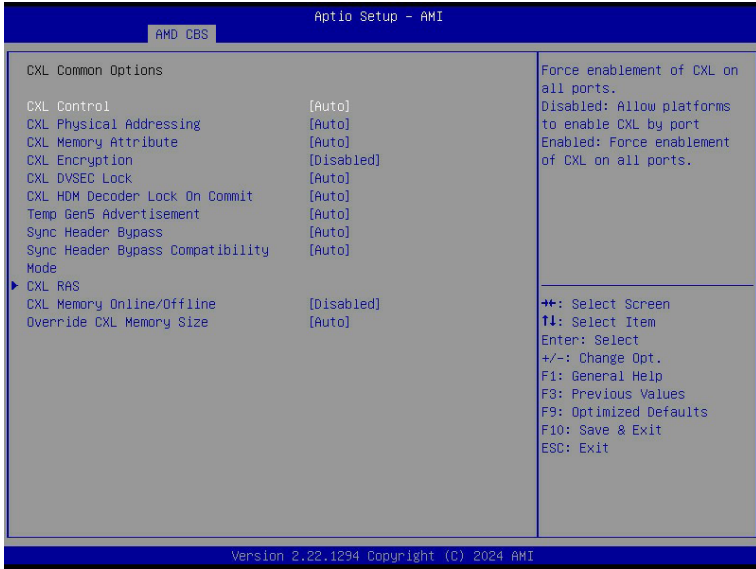 Aptio Setup – AMI
AMD CBS
CXL Common Options
CXL Control [Auto]
CXL Physical Addressing [Auto]
CXL Memory Attribute [Auto]
CXL Encryption [Disabled]
CXL DVSEC Lock [Auto]
CXL HDM Decoder Lock On Commit [Auto]
Temp Gen5 Advertisement [Auto]
Sync Header Bypass [Auto]
Sync Header Bypass Compatibility [Auto]
Mode
► CXL RAS
CXL Memory Online/Offline [Disabled]
Override CXL Memory Size [Auto]
Force enablement of CXL on
all ports.
Disabled: Allow platforms
to enable CXL by port
Enabled: Force enablement
of CXL on all ports.
→←: Select Screen
↑↓: Select Item
Enter: Select
+/-: Change Opt.
F1: General Help
F3: Previous Values
F9: Optimized Defaults
F10: Save & Exit
ESC: Exit
Version 2.22.1294 Copyright (C) 2024 AMI